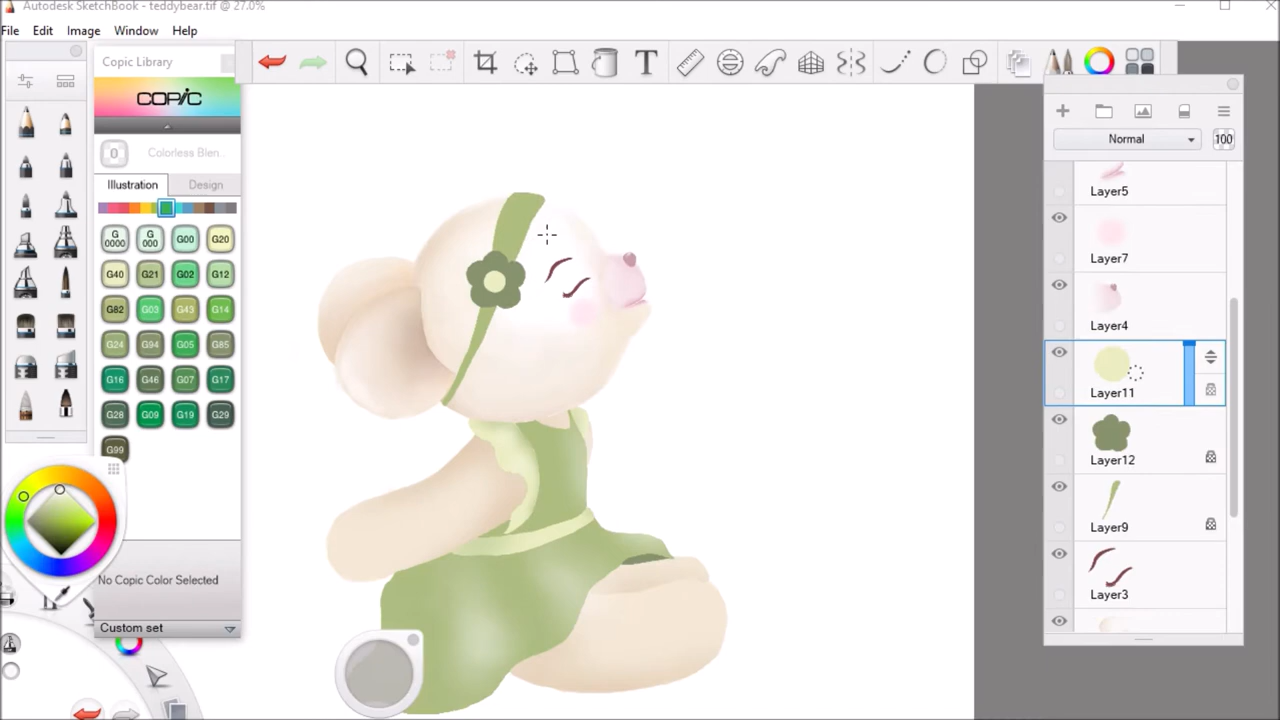 Autodesk SketchBook - teddybear.tif @ 27.0%
File Edit Image Window Help
Copic Library
COPIC
0 Colorless Blen...
Illustration Design
G0000 G000 G00 G20
G40 G21 G02 G12
G82 G03 G43 G14
G24 G94 G05 G85
G16 G46 G07 G17
G28 G09 G19 G29
G99
No Copic Color Selected
Custom set
T
Normal 100
Layer5
Layer7
Layer4
Layer11
Layer12
Layer9
Layer3